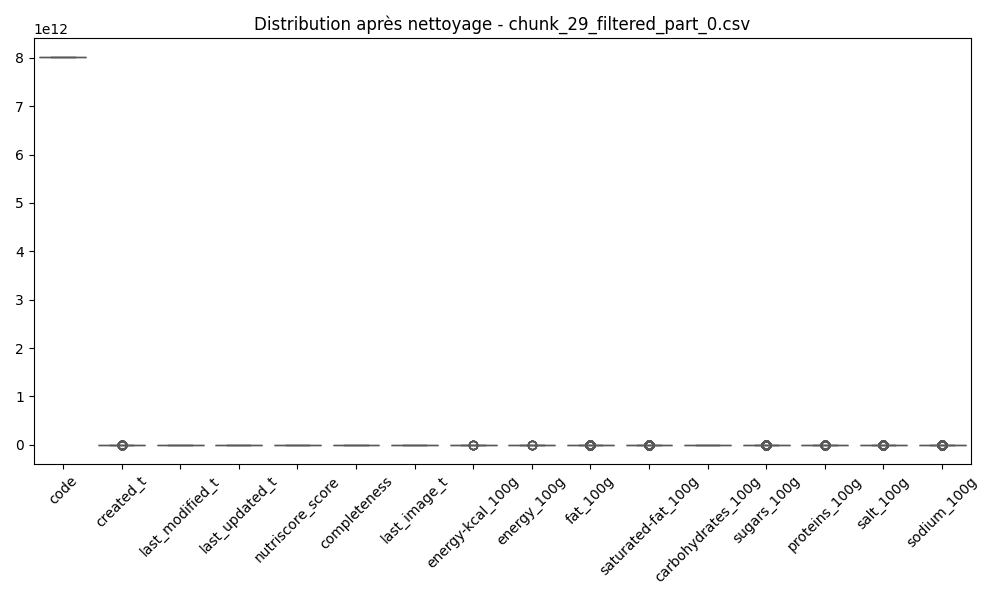 Distribution après nettoyage - chunk_29_filtered_part_0.csv
1e12
8
7
6
5
4
3
2
1
0
code
created_t
last_modified_t
last_updated_t
nutriscore_score
completeness
last_image_t
energy-kcal_100g
energy_100g
fat_100g
saturated-fat_100g
carbohydrates_100g
sugars_100g
proteins_100g
salt_100g
sodium_100g